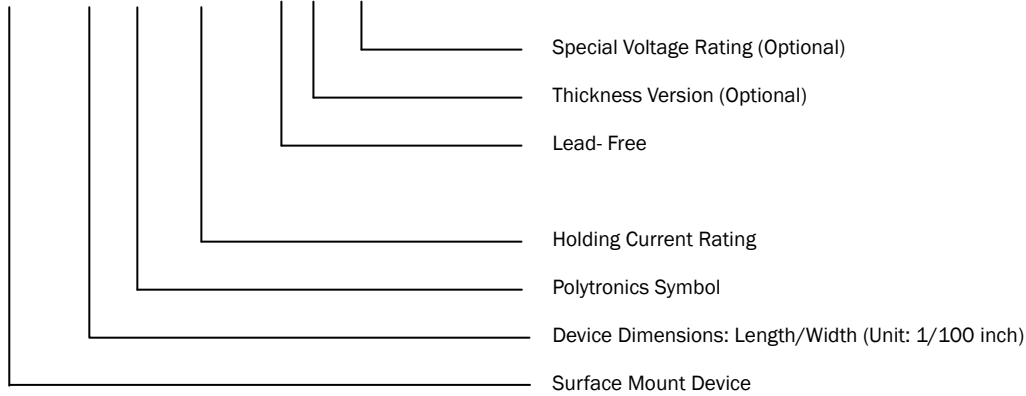 Special Voltage Rating (Optional)
Thickness Version (Optional)
Lead- Free
Holding Current Rating
Polytronics Symbol
Device Dimensions: Length/Width (Unit: 1/100 inch)
Surface Mount Device